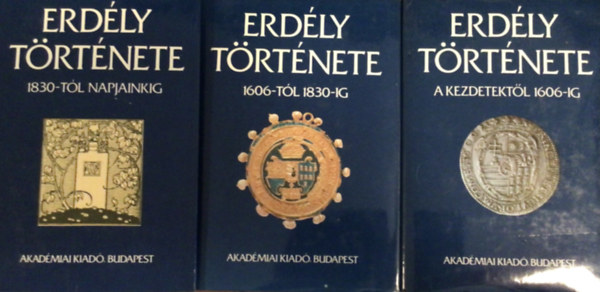 ERDÉLY
TÖRTÉNETE
1830-TÓL NAPJAINKIG
AKADÉMIAI KIADÓ, BUDAPEST
ERDÉLY
TÖRTÉNETE
1606-TÓL 1830-IG
AKADÉMIAI KIADÓ, BUDAPEST
ERDÉLY
TÖRTÉNETE
A KEZDETEKTŐL 1606-IG
AKADÉMIAI KIADÓ, BUDAPEST